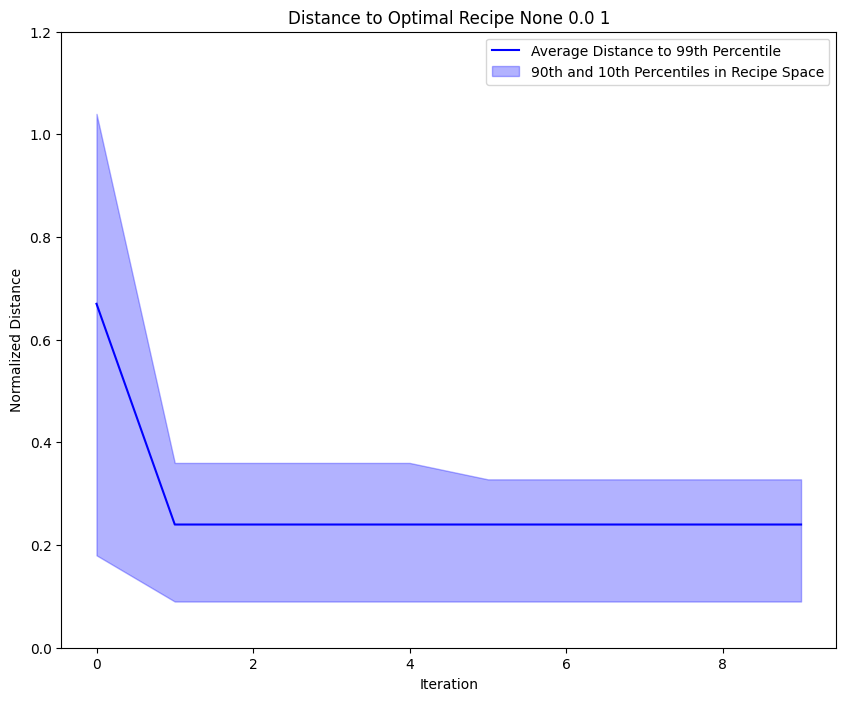 Distance to Optimal Recipe None 0.0 1
Average Distance to 99th Percentile
90th and 10th Percentiles in Recipe Space
Normalized Distance
1.2
1.0
0.8
0.6
0.4
0.2
0.0
0 2 4 6 8
Iteration